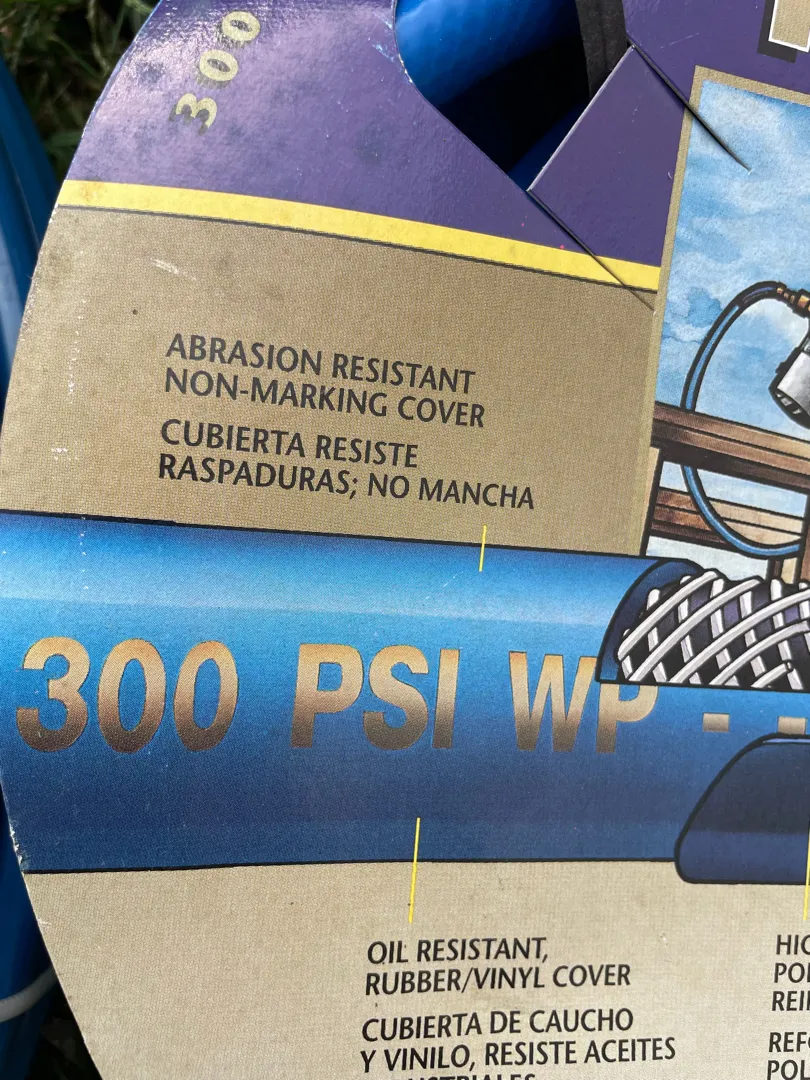 300
ABRASION RESISTANT
NON-MARKING COVER
CUBIERTA RESISTE
RASPADURAS; NO MANCHA
300 PSI WP - -
OIL RESISTANT,
RUBBER/VINYL COVER
CUBIERTA DE CAUCHO
Y VINILO, RESISTE ACEITES